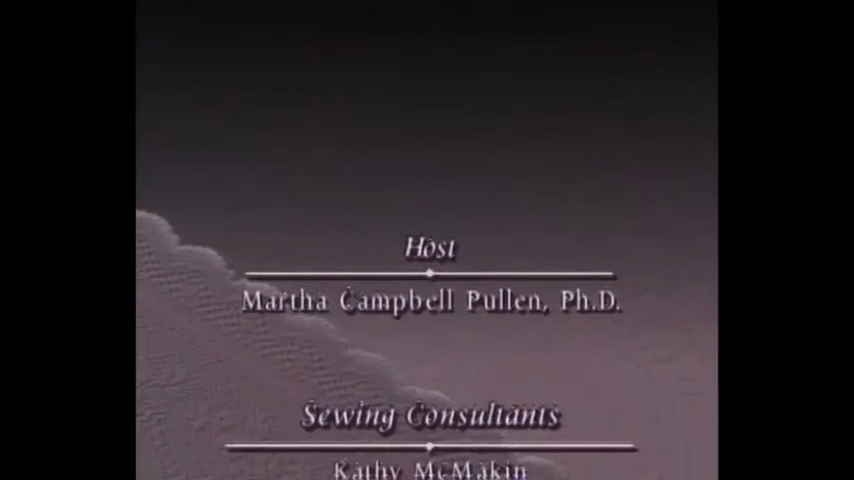 Host
Martha Campbell Pullen, Ph.D.
Sewing Consultants
Kathy McMakin